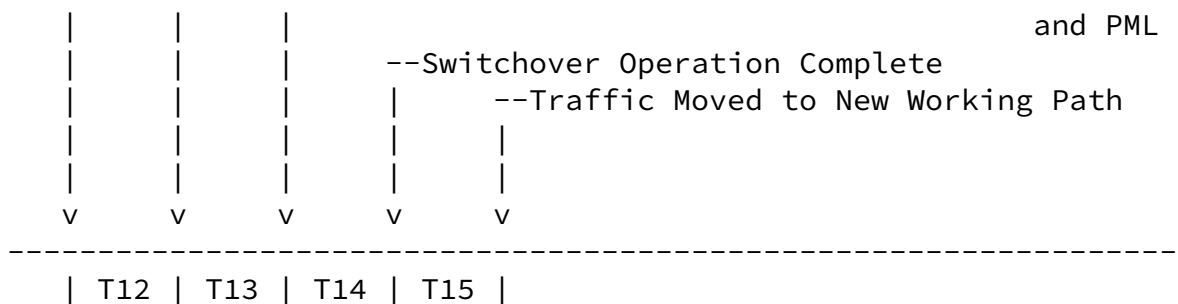 |      |      |                                          and PML
|      |      |      --Switchover Operation Complete
|      |      |      |      --Traffic Moved to New Working Path
|      |      |      |      |
|      |      |      |      |
v      v      v      v      v
-----------------------------------------------------------------
| T12 | T13 | T14 | T15 |